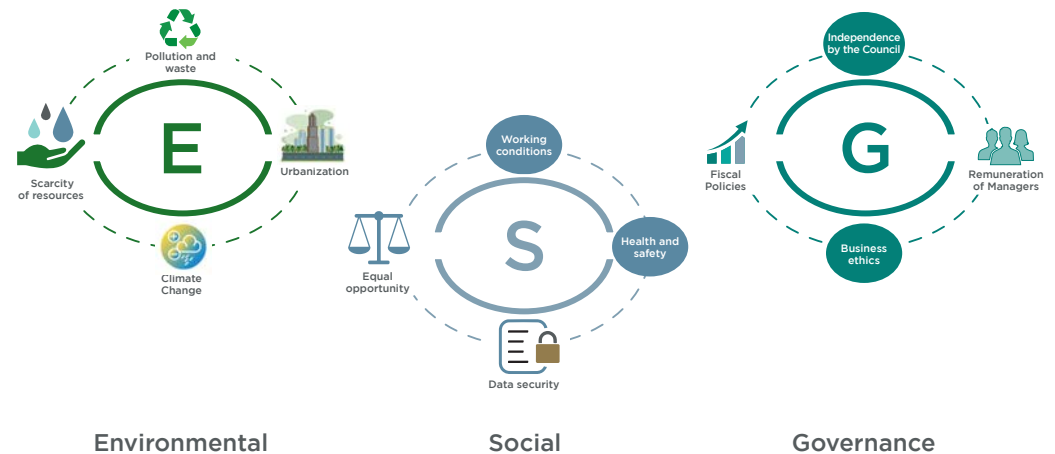 Pollution and
waste
E
Scarcity
of resources
Urbanization
Climate
Change
Environmental
Working
conditions
S
Equal
opportunity
Health and
safety
Data security
Social
Independence
by the Council
G
Fiscal
Policies
Remuneration
of Managers
Business
ethics
Governance